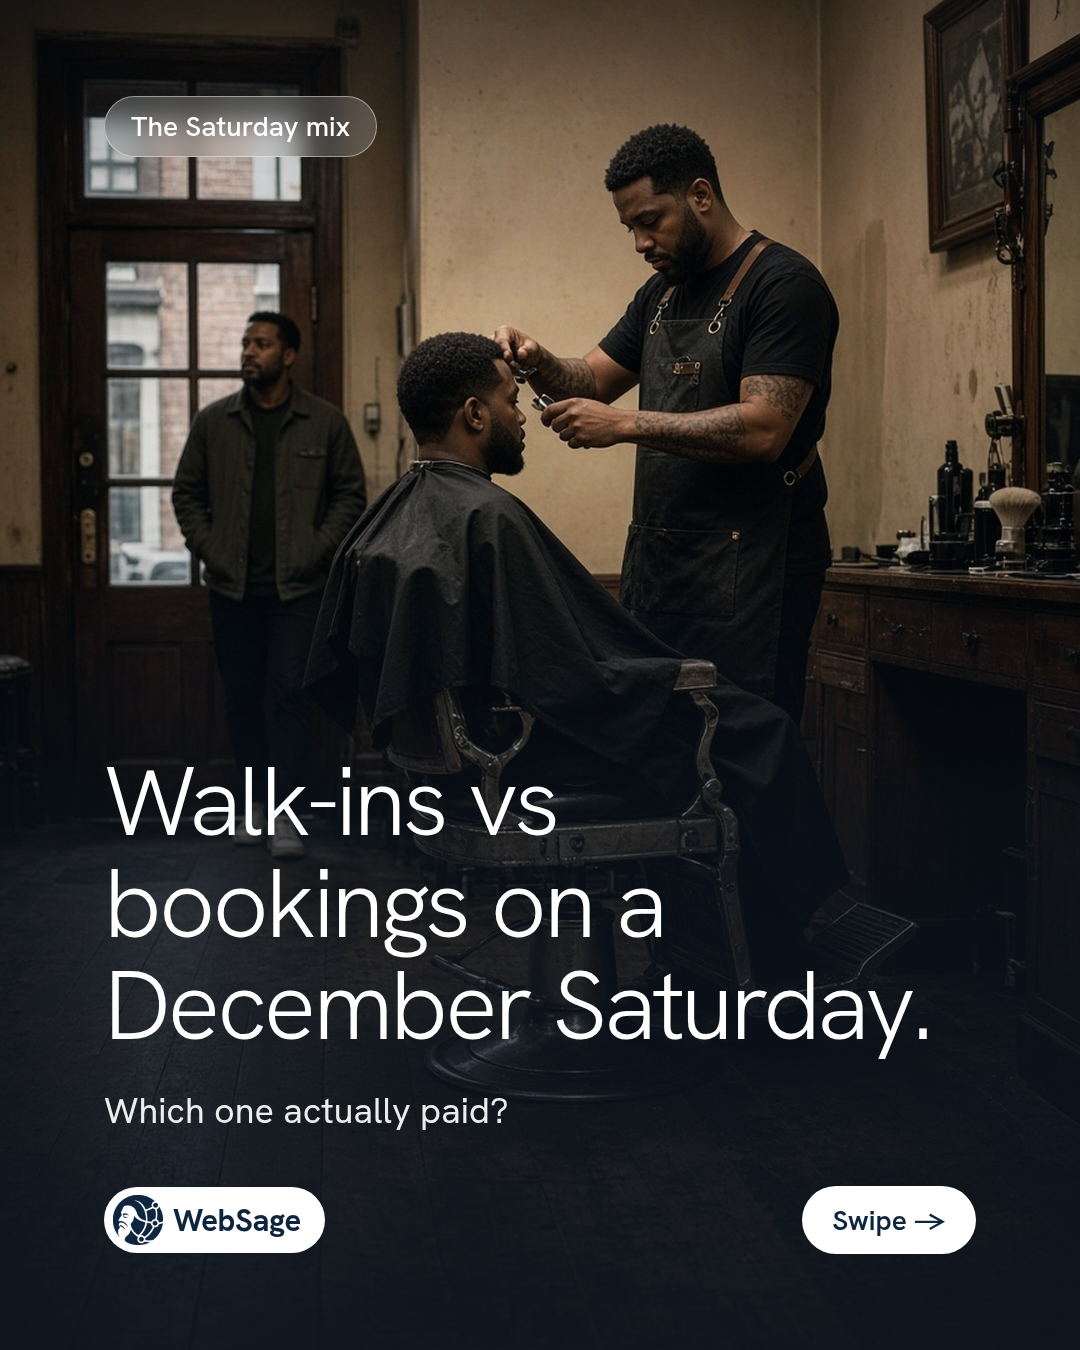 The Saturday mix
Walk-ins vs
bookings on a
December Saturday.
Which one actually paid?
WebSage
Swipe →